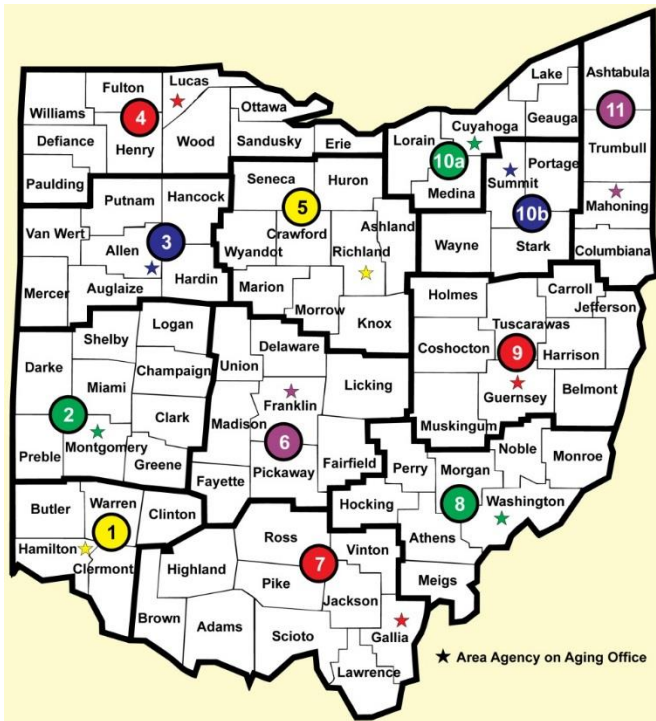 Lake
Ashtabula
Geauga
11
Trumbull
Mahoning
Columbiana
Williams
Fulton
Lucas
Ottawa
4
Henry
Wood
Sandusky
Erie
Defiance
Paulding
Lorain
Cuyahoga
10a
Medina
Summit
Portage
10b
Wayne
Stark
Seneca
Huron
5
Crawford
Ashland
Wyandot
Richland
Marion
Morrow
Knox
Putnam
Hancock
Van Wert
Allen
3
Hardin
Mercer
Auglaize
Holmes
Carroll
Jefferson
Tuscarawas
Coshocton
9
Harrison
Guernsey
Belmont
Muskingum
Logan
Shelby
Darke
Champaign
Miami
2
Clark
Montgomery
Preble
Greene
Delaware
Union
Licking
Franklin
Madison
6
Pickaway
Fairfield
Fayette
Perry
Morgan
Noble
Monroe
Hocking
8
Washington
Athens
Meigs
Butler
Warren
Clinton
1
Hamilton
Clermont
Ross
7
Vinton
Highland
Pike
Jackson
Brown
Adams
Scioto
Gallia
Lawrence
Area Agency on Aging Office